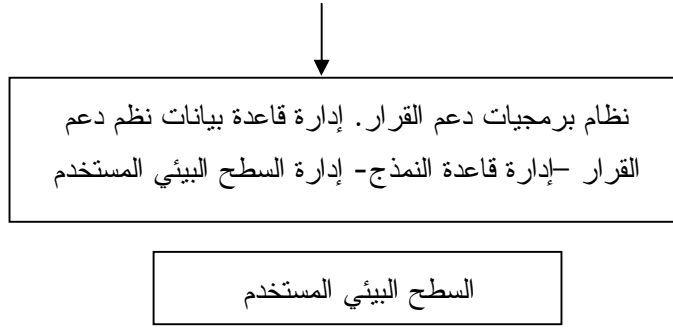 نظام برمجيات دعم القرار. إدارة قاعدة بيانات نظم دعم
القرار –إدارة قاعدة النمذج- إدارة السطح البيئي المستخدم
السطح البيئي المستخدم